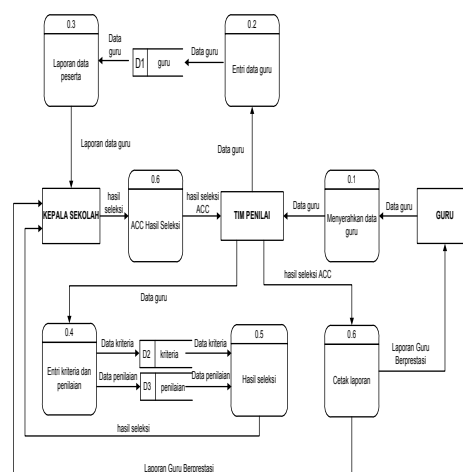 0.3
Laporan data
peserta
Data
guru
D1
guru
Data guru
0.2
Entri data guru
Laporan data guru
Data guru
KEPALA SEKOLAH
hasil
seleksi
0.6
ACC Hasil Seleksi
hasil seleksi
ACC
TIM PENILAI
Data guru
0.1
Menyerahkan data
guru
Data guru
GURU
Data guru
hasil seleksi ACC
0.4
Entri kriteria dan
penilaian
Data kriteria
D2
kriteria
Data kriteria
Data penilaian
D3
penilaian
Data penilaian
0.5
Hasil seleksi
0.6
Cetak laporan
Laporan Guru
Berprestasi
hasil seleksi
Laporan Guru Berprestasi